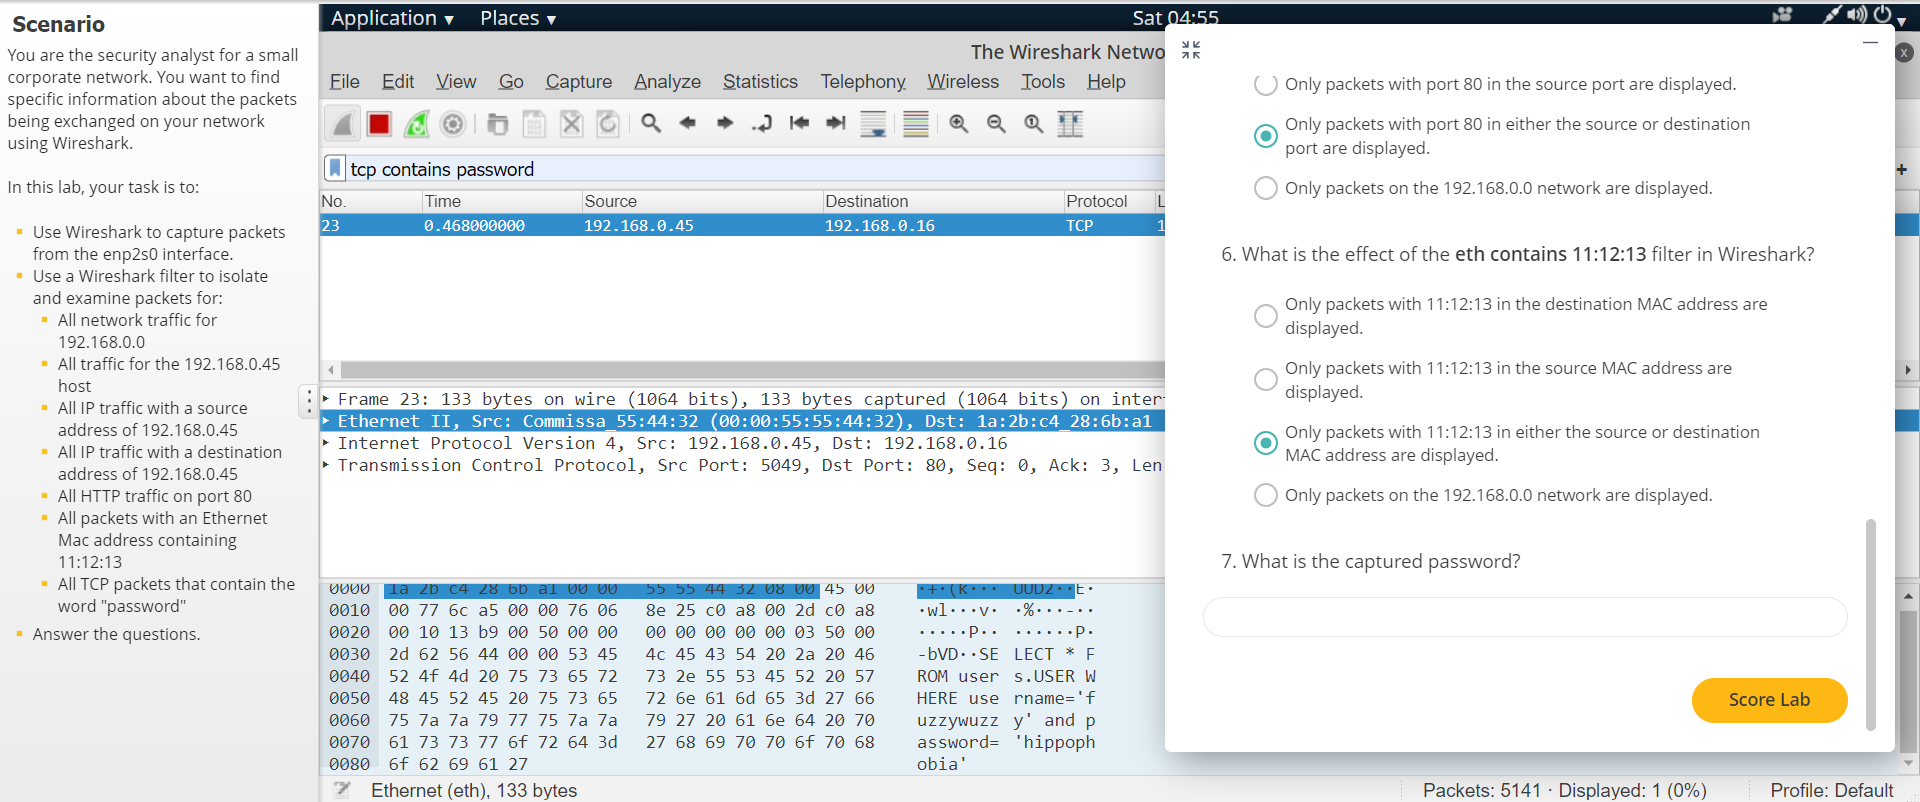 Scenario
You are the security analyst for a small
corporate network. You want to find
specific information about the packets
being exchanged on your network
using Wireshark.
In this lab, your task is to:
Use Wireshark to capture packets
from the enp2s0 interface.
Use a Wireshark filter to isolate
and examine packets for:
All network traffic for
192.168.0.0
All traffic for the 192.168.0.45
host
All IP traffic with a source
address of 192.168.0.45
All IP traffic with a destination
address of 192.168.0.45
All HTTP traffic on port 80
All packets with an Ethernet
Mac address containing
11:12:13
All TCP packets that contain the
word "password"
Answer the questions.
Application ▾ Places ▾ Sat 04:55
The Wireshark Netwo
File Edit View Go Capture Analyze Statistics Telephony Wireless Tools Help
tcp contains password
No. Time Source Destination Protocol L
23 0.468000000 192.168.0.45 192.168.0.16 TCP 1
Frame 23: 133 bytes on wire (1064 bits), 133 bytes captured (1064 bits) on inter
Ethernet II, Src: Commissa_55:44:32 (00:00:55:55:44:32), Dst: 1a:2b:c4_28:6b:a1
Internet Protocol Version 4, Src: 192.168.0.45, Dst: 192.168.0.16
Transmission Control Protocol, Src Port: 5049, Dst Port: 80, Seq: 0, Ack: 3, Len
0000 1a 2b c4 28 6b a1 00 00 55 55 44 32 08 00 45 00 ·+·(k··· UUD2··E·
0010 00 77 6c a5 00 00 76 06 8e 25 c0 a8 00 2d c0 a8 ·wl···v· ·%···-··
0020 00 10 13 b9 00 50 00 00 00 00 00 00 00 03 50 00 ·····P·· ······P·
0030 2d 62 56 44 00 00 53 45 4c 45 43 54 20 2a 20 46 -bVD··SE LECT * F
0040 52 4f 4d 20 75 73 65 72 73 2e 55 53 45 52 20 57 ROM user s.USER W
0050 48 45 52 45 20 75 73 65 72 6e 61 6d 65 3d 27 66 HERE use rname='f
0060 75 7a 7a 79 77 75 7a 7a 79 27 20 61 6e 64 20 70 uzzywuzz y' and p
0070 61 73 73 77 6f 72 64 3d 27 68 69 70 70 6f 70 68 assword= 'hippoph
0080 6f 62 69 61 27 obia'
Ethernet (eth), 133 bytes Packets: 5141 · Displayed: 1 (0%) Profile: Default
Only packets with port 80 in the source port are displayed.
Only packets with port 80 in either the source or destination
port are displayed.
Only packets on the 192.168.0.0 network are displayed.
6. What is the effect of the eth contains 11:12:13 filter in Wireshark?
Only packets with 11:12:13 in the destination MAC address are
displayed.
Only packets with 11:12:13 in the source MAC address are
displayed.
Only packets with 11:12:13 in either the source or destination
MAC address are displayed.
Only packets on the 192.168.0.0 network are displayed.
7. What is the captured password?
Score Lab